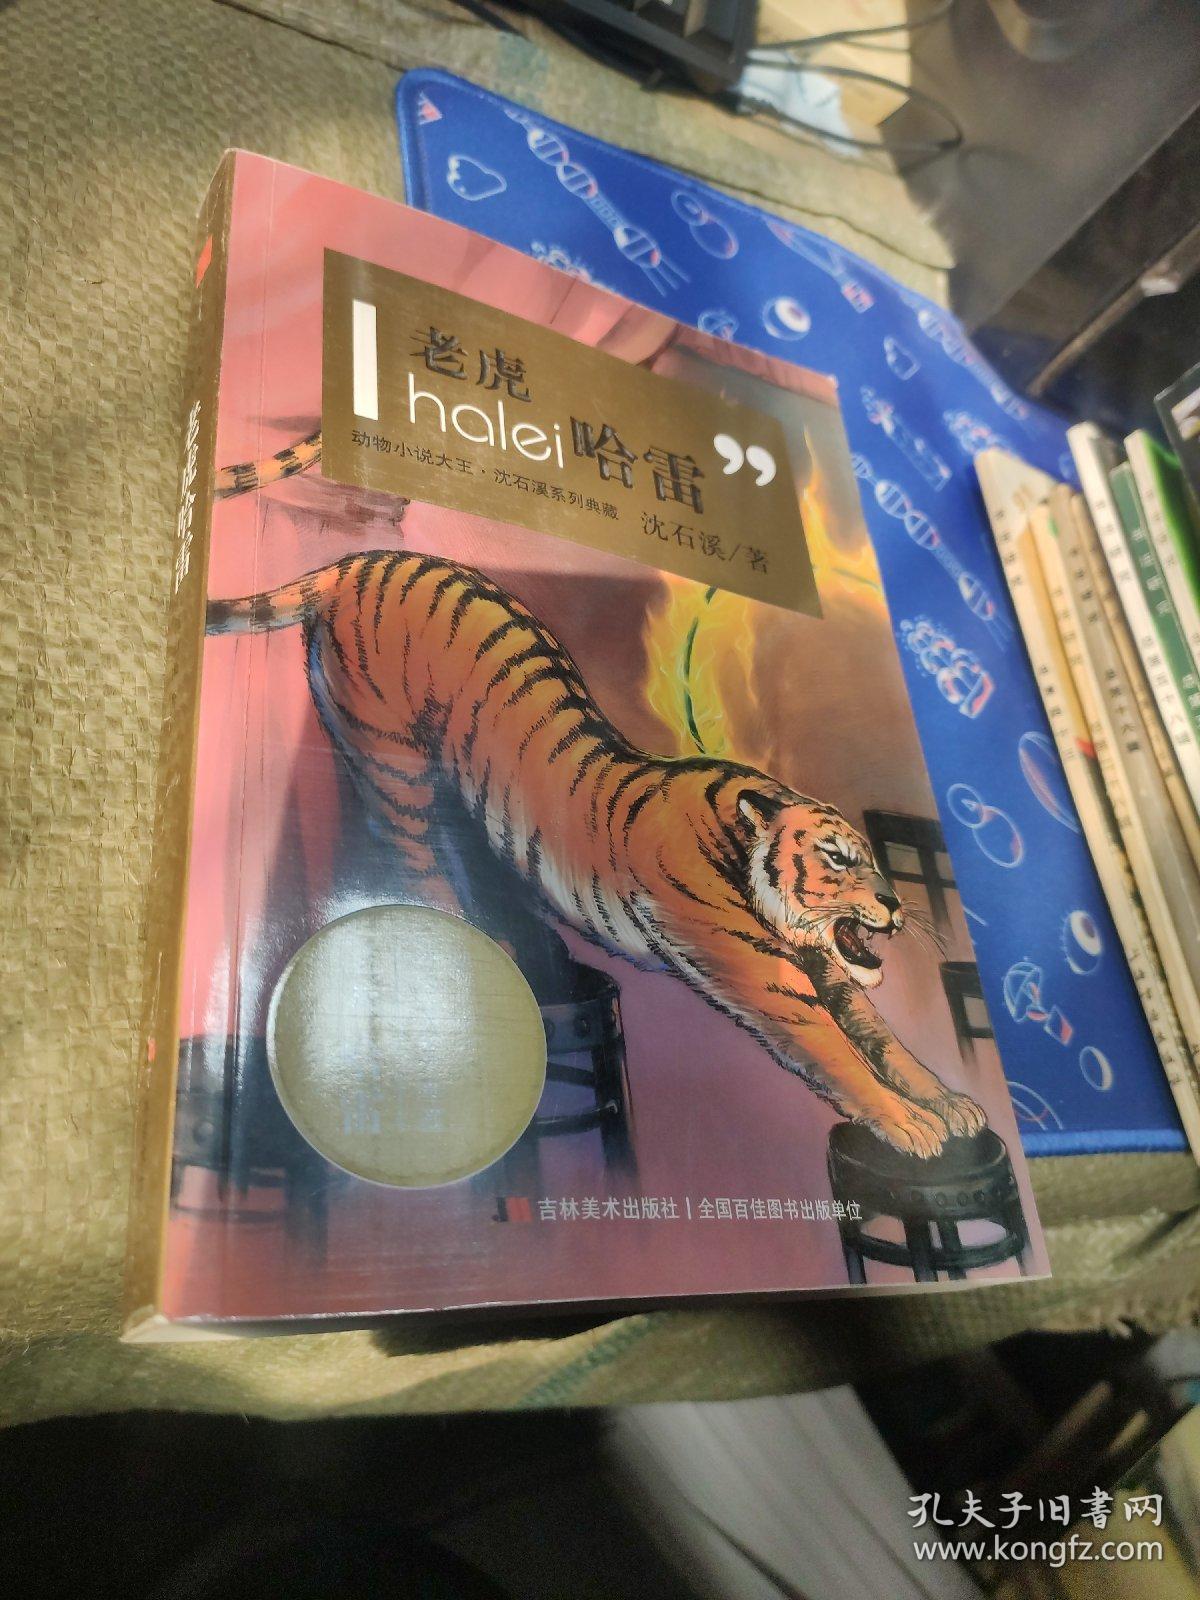 老虎
halei 哈雷”
动物小说大王·沈石溪系列典藏
沈石溪/著
老虎哈雷
吉林美术出版社 | 全国百佳图书出版单位
孔夫子旧书网
www.kongfz.com